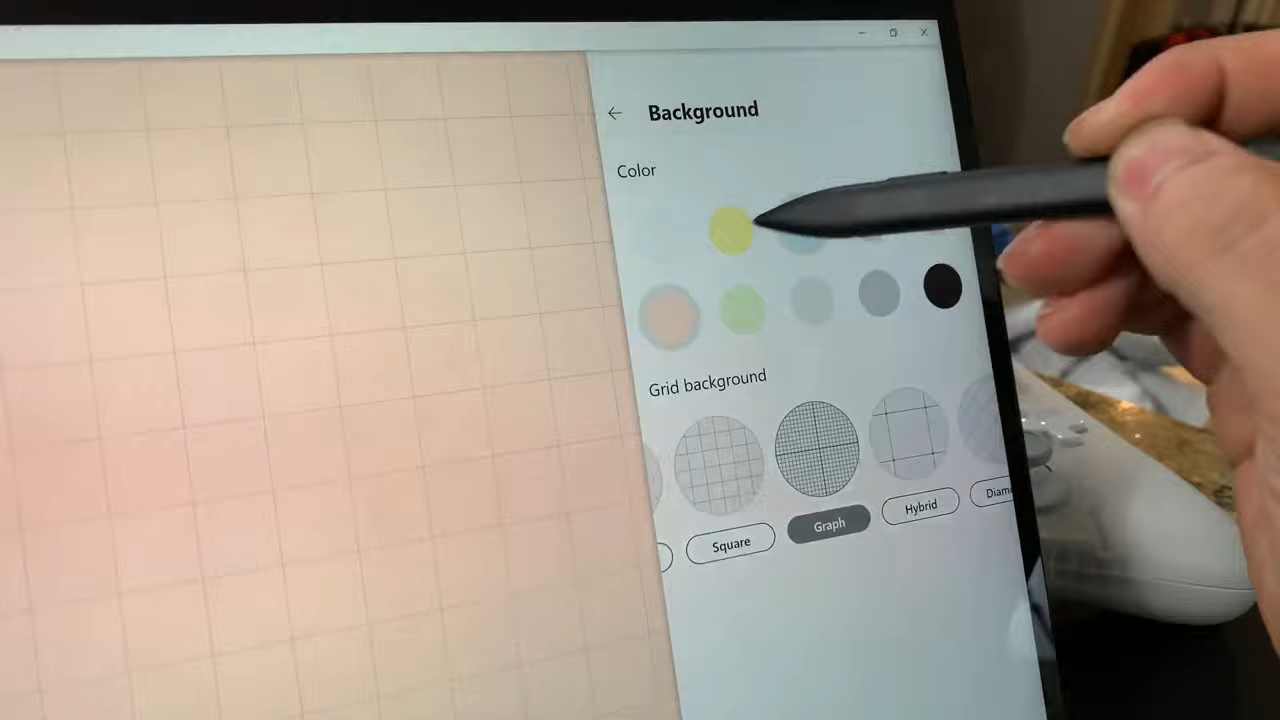 Background
Color
Grid background
Square
Graph
Hybrid